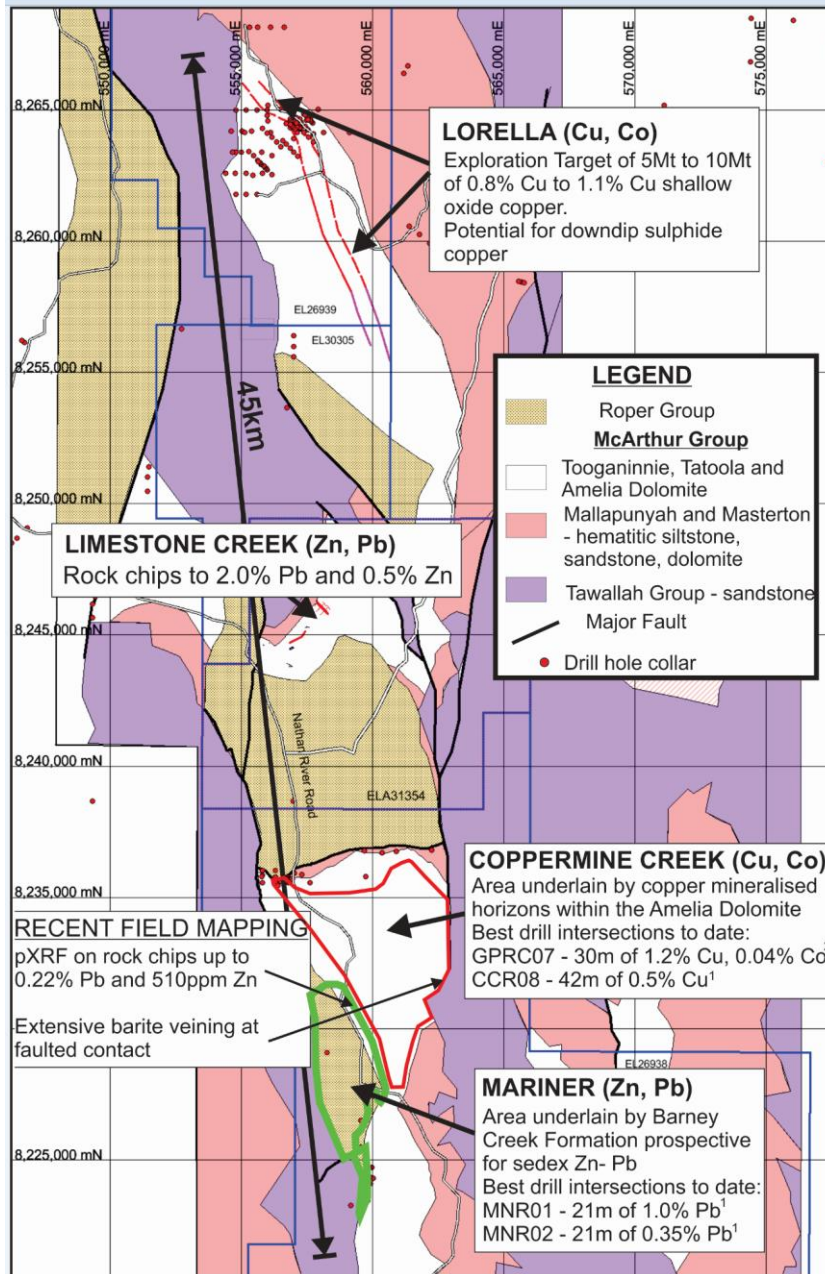 550,000 mE
555,000 mE
560,000 mE
570,000 mE
575,000 mE
8,265,000 mN
LORELLA (Cu, Co)
Exploration Target of 5Mt to 10Mt
of 0.8% Cu to 1.1% Cu shallow
oxide copper.
Potential for downdip sulphide
copper
8,260,000 mN
EL26939
EL30305
8,255,000 mN
45km
LEGEND
Roper Group
McArthur Group
Tooganinnie, Tatoola and
Amelia Dolomite
Mallapunyah and Masterton
- hematitic siltstone,
sandstone, dolomite
Tawallah Group - sandstone
Major Fault
Drill hole collar
8,250,000 mN
LIMESTONE CREEK (Zn, Pb)
Rock chips to 2.0% Pb and 0.5% Zn
8,245,000 mN
Nathan River Road
8,240,000 mN
ELA31354
8,235,000 mN
COPPERMINE CREEK (Cu, Co)
Area underlain by copper mineralised
horizons within the Amelia Dolomite
Best drill intersections to date:
GPRC07 - 30m of 1.2% Cu, 0.04% Co¹
CCR08 - 42m of 0.5% Cu¹
RECENT FIELD MAPPING
pXRF on rock chips up to
0.22% Pb and 510ppm Zn
Extensive barite veining at
faulted contact
EL26938
MARINER (Zn, Pb)
Area underlain by Barney
Creek Formation prospective
for sedex Zn- Pb
Best drill intersections to date:
MNR01 - 21m of 1.0% Pb¹
MNR02 - 21m of 0.35% Pb¹
8,225,000 mN